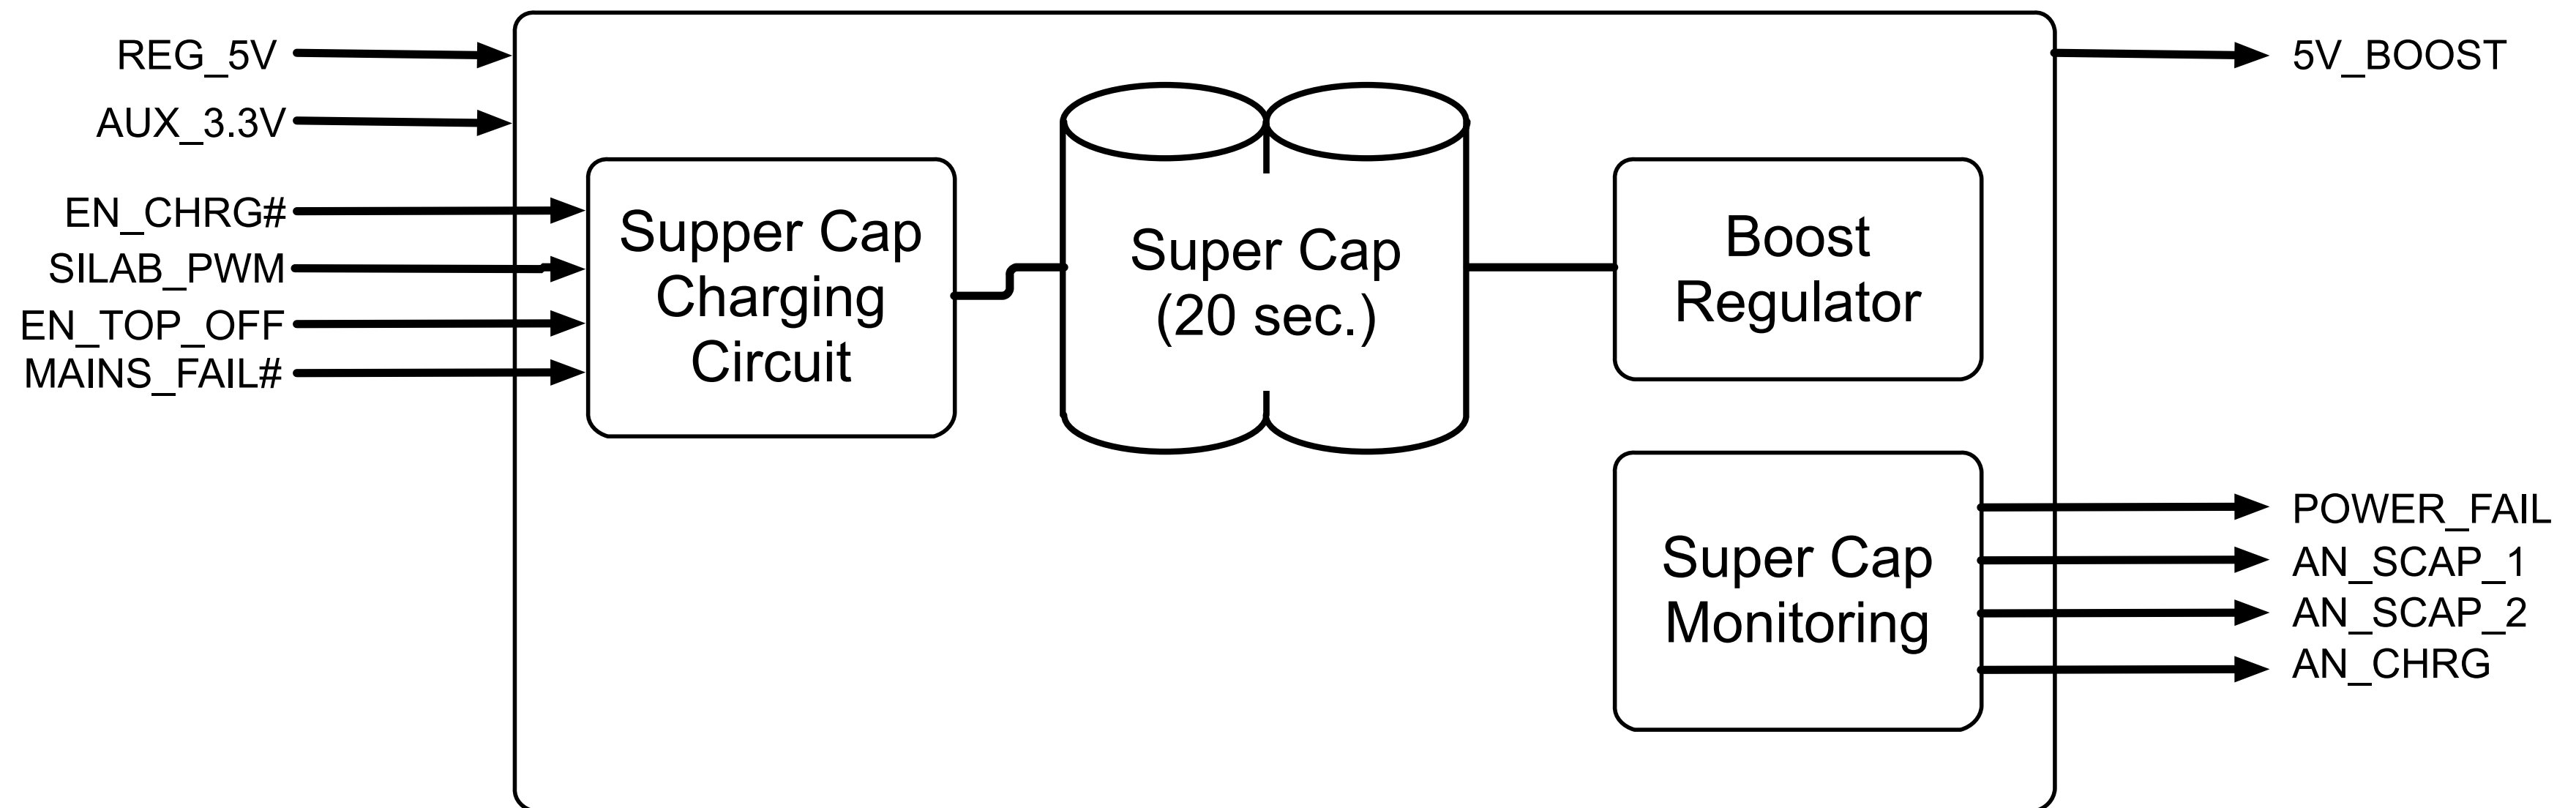 REG_5V
AUX_3.3V
EN_CHRG#
SILAB_PWM
EN_TOP_OFF
MAINS_FAIL#
Supper Cap
Charging
Circuit
Super Cap
(20 sec.)
Boost
Regulator
Super Cap
Monitoring
5V_BOOST
POWER_FAIL
AN_SCAP_1
AN_SCAP_2
AN_CHRG